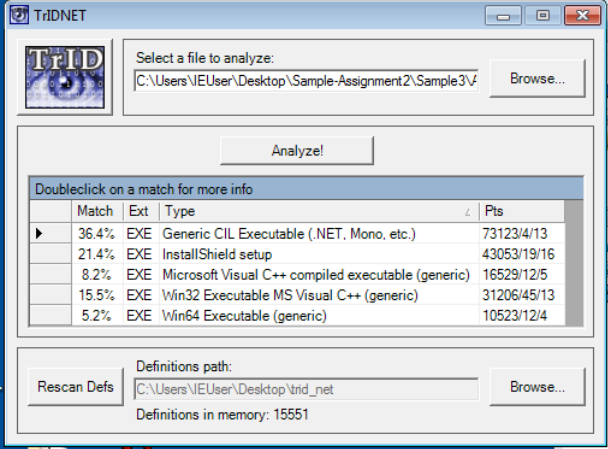 TrIDNET
TrID
Select a file to analyze:
C:\Users\IEUser\Desktop\Sample-Assignment2\Sample3\
Browse...
Analyze!
Doubleclick on a match for more info
Match Ext Type Pts
36.4% EXE Generic CIL Executable (.NET, Mono, etc.) 73123/4/13
21.4% EXE InstallShield setup 43053/19/16
8.2% EXE Microsoft Visual C++ compiled executable (generic) 16529/12/5
15.5% EXE Win32 Executable MS Visual C++ (generic) 31206/45/13
5.2% EXE Win64 Executable (generic) 10523/12/4
Definitions path:
Rescan Defs C:\Users\IEUser\Desktop\trid_net Browse...
Definitions in memory: 15551